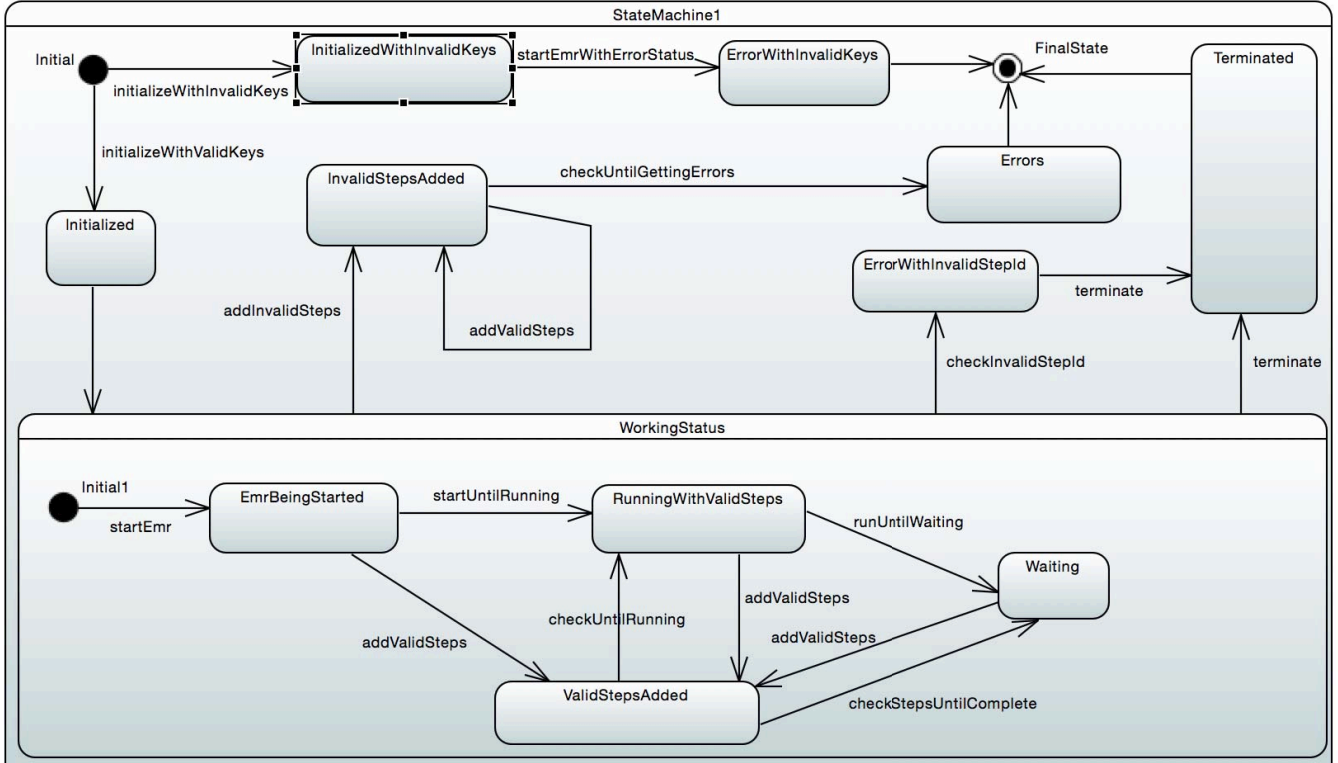 StateMachine1
Initial
InitializedWithInvalidKeys
startEmrWithErrorStatus
ErrorWithInvalidKeys
FinalState
Terminated
initializeWithInvalidKeys
initializeWithValidKeys
InvalidStepsAdded
checkUntilGettingErrors
Errors
Initialized
ErrorWithInvalidStepId
terminate
addInvalidSteps
addValidSteps
checkInvalidStepId
terminate
WorkingStatus
Initial1
startEmr
EmrBeingStarted
startUntilRunning
RunningWithValidSteps
runUntilWaiting
Waiting
addValidSteps
checkUntilRunning
addValidSteps
addValidSteps
ValidStepsAdded
checkStepsUntilComplete